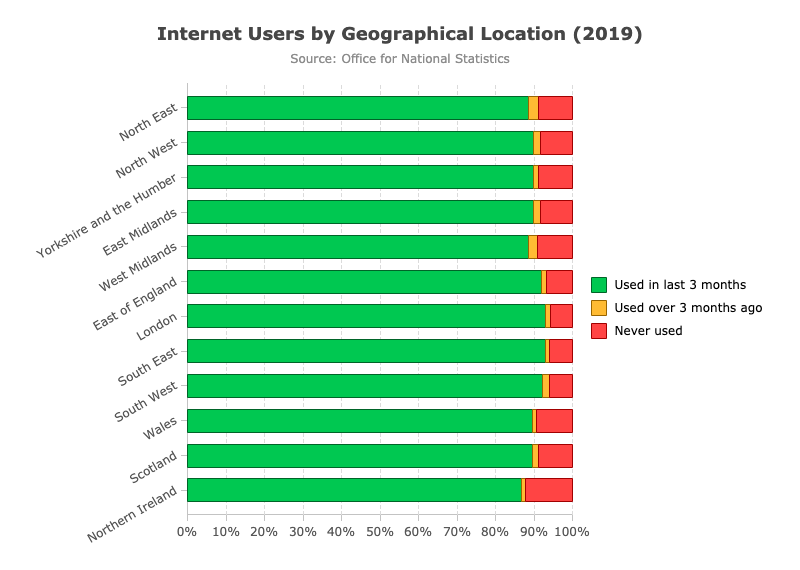 Internet Users by Geographical Location (2019)
Source: Office for National Statistics
North East
North West
Yorkshire and the Humber
East Midlands
West Midlands
East of England
London
South East
South West
Wales
Scotland
Northern Ireland
0% 10% 20% 30% 40% 50% 60% 70% 80% 90% 100%
Used in last 3 months
Used over 3 months ago
Never used